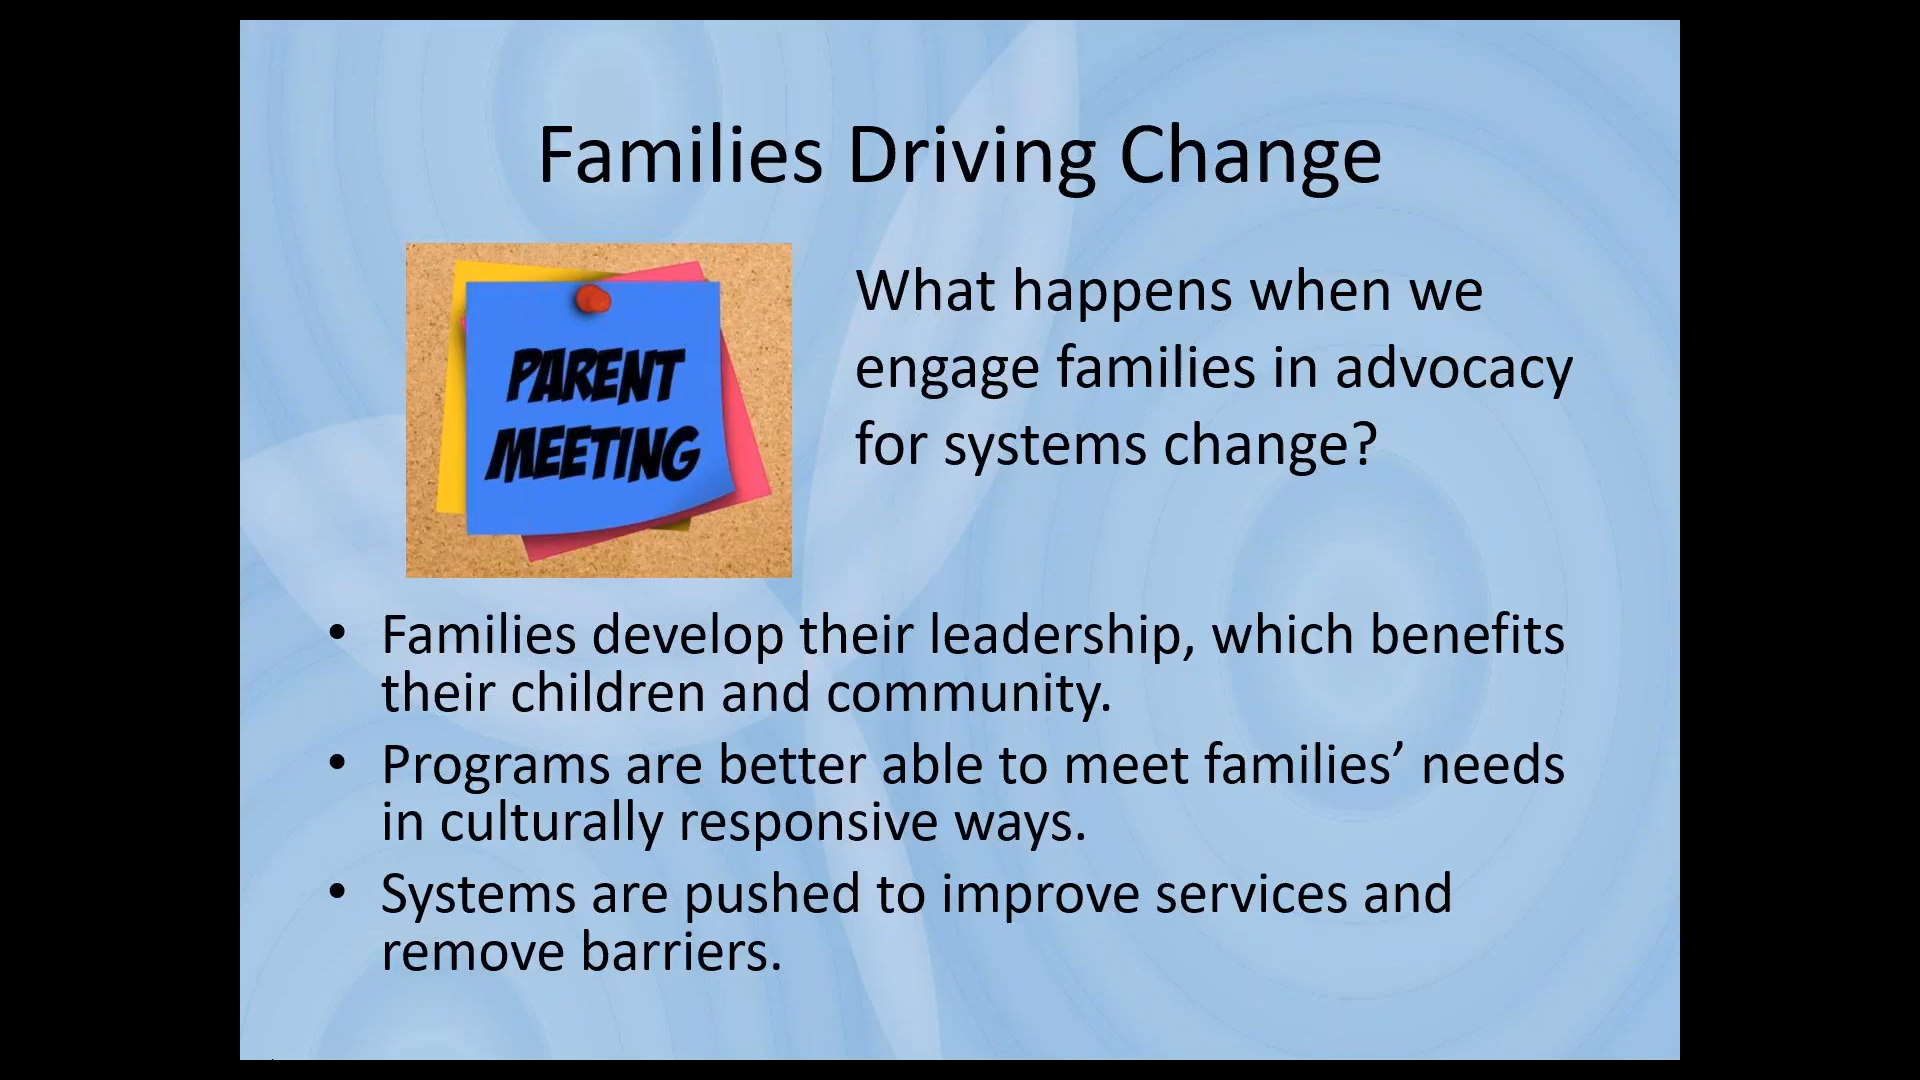 Families Driving Change
PARENT
MEETING
What happens when we
engage families in advocacy
for systems change?
• Families develop their leadership, which benefits
their children and community.
• Programs are better able to meet families’ needs
in culturally responsive ways.
• Systems are pushed to improve services and
remove barriers.